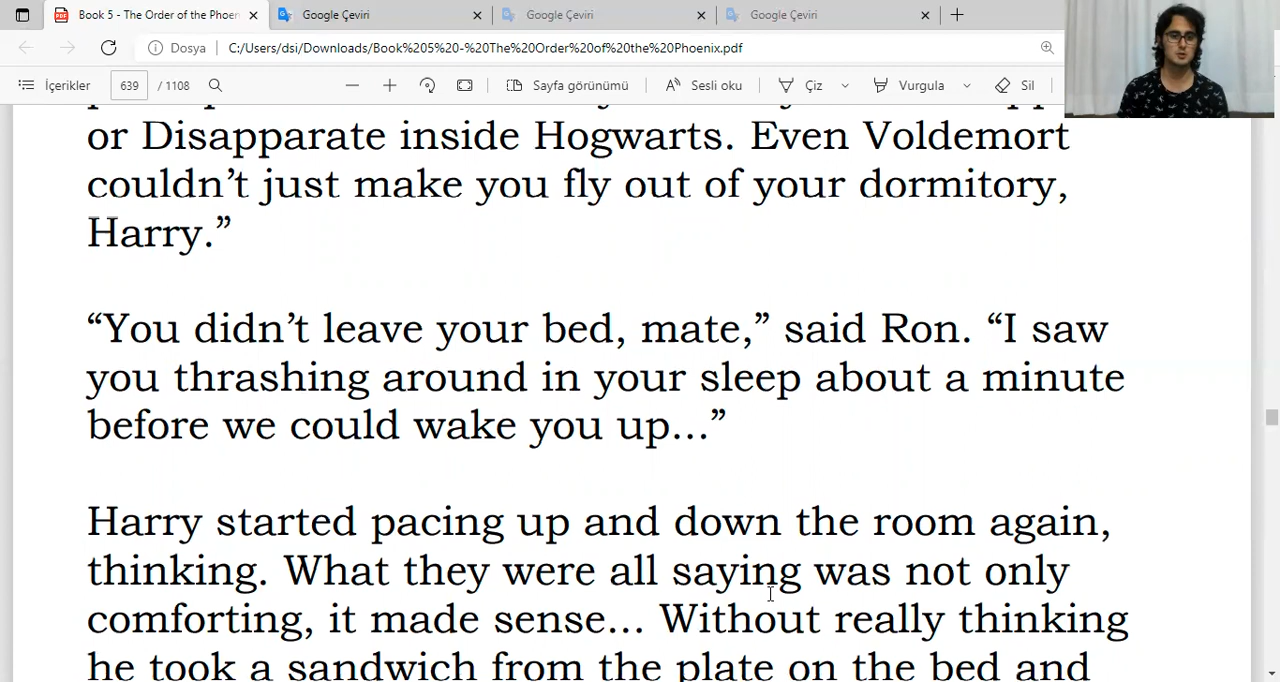 Book 5 - The Order of the Phoen
Google Çeviri
Google Çeviri
Google Çeviri
Dosya
C:/Users/dsi/Downloads/Book%205%20-%20The%20Order%20of%20the%20Phoenix.pdf
İçerikler
639
/ 1108
Sayfa görünümü
Sesli oku
Çiz
Vurgula
Sil
or Disapparate inside Hogwarts. Even Voldemort
couldn’t just make you fly out of your dormitory,
Harry.”
“You didn’t leave your bed, mate,” said Ron. “I saw
you thrashing around in your sleep about a minute
before we could wake you up…”
Harry started pacing up and down the room again,
thinking. What they were all saying was not only
comforting, it made sense… Without really thinking
he took a sandwich from the plate on the bed and